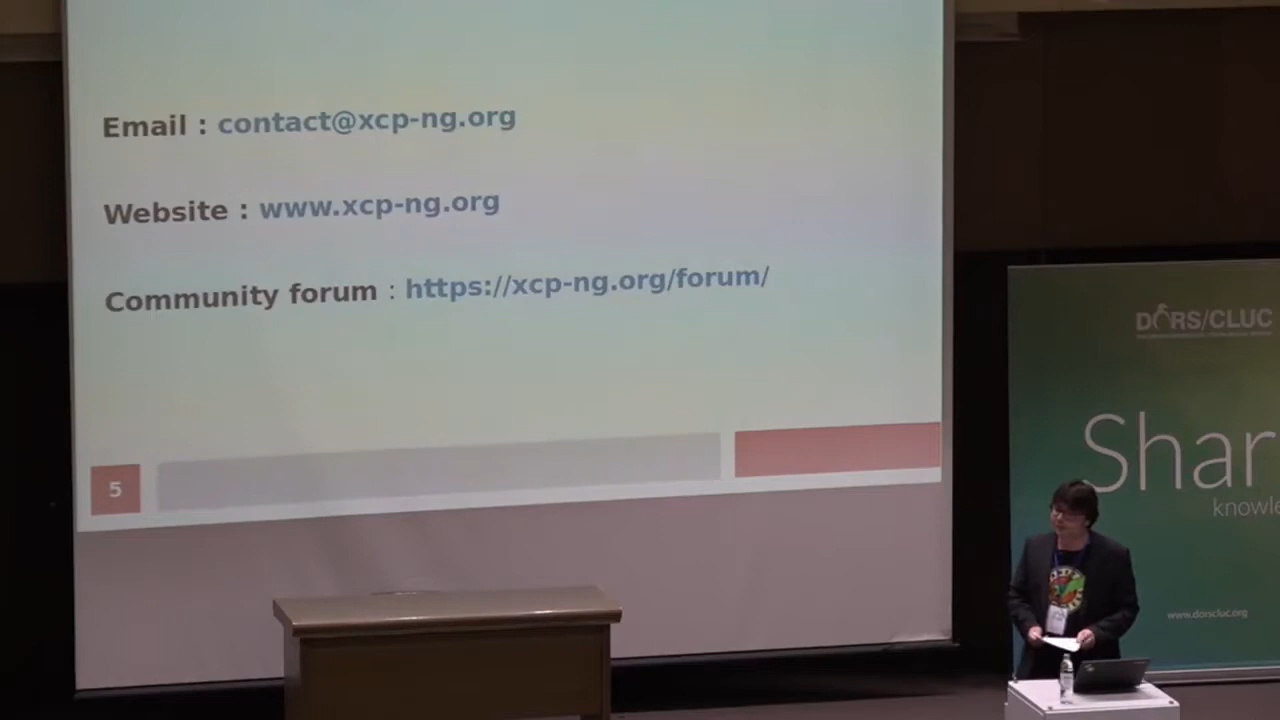 Email : contact@xcp-ng.org
Website : www.xcp-ng.org
Community forum : https://xcp-ng.org/forum/
5
DORS/CLUC
Shar
knowle
www.dorscluc.org